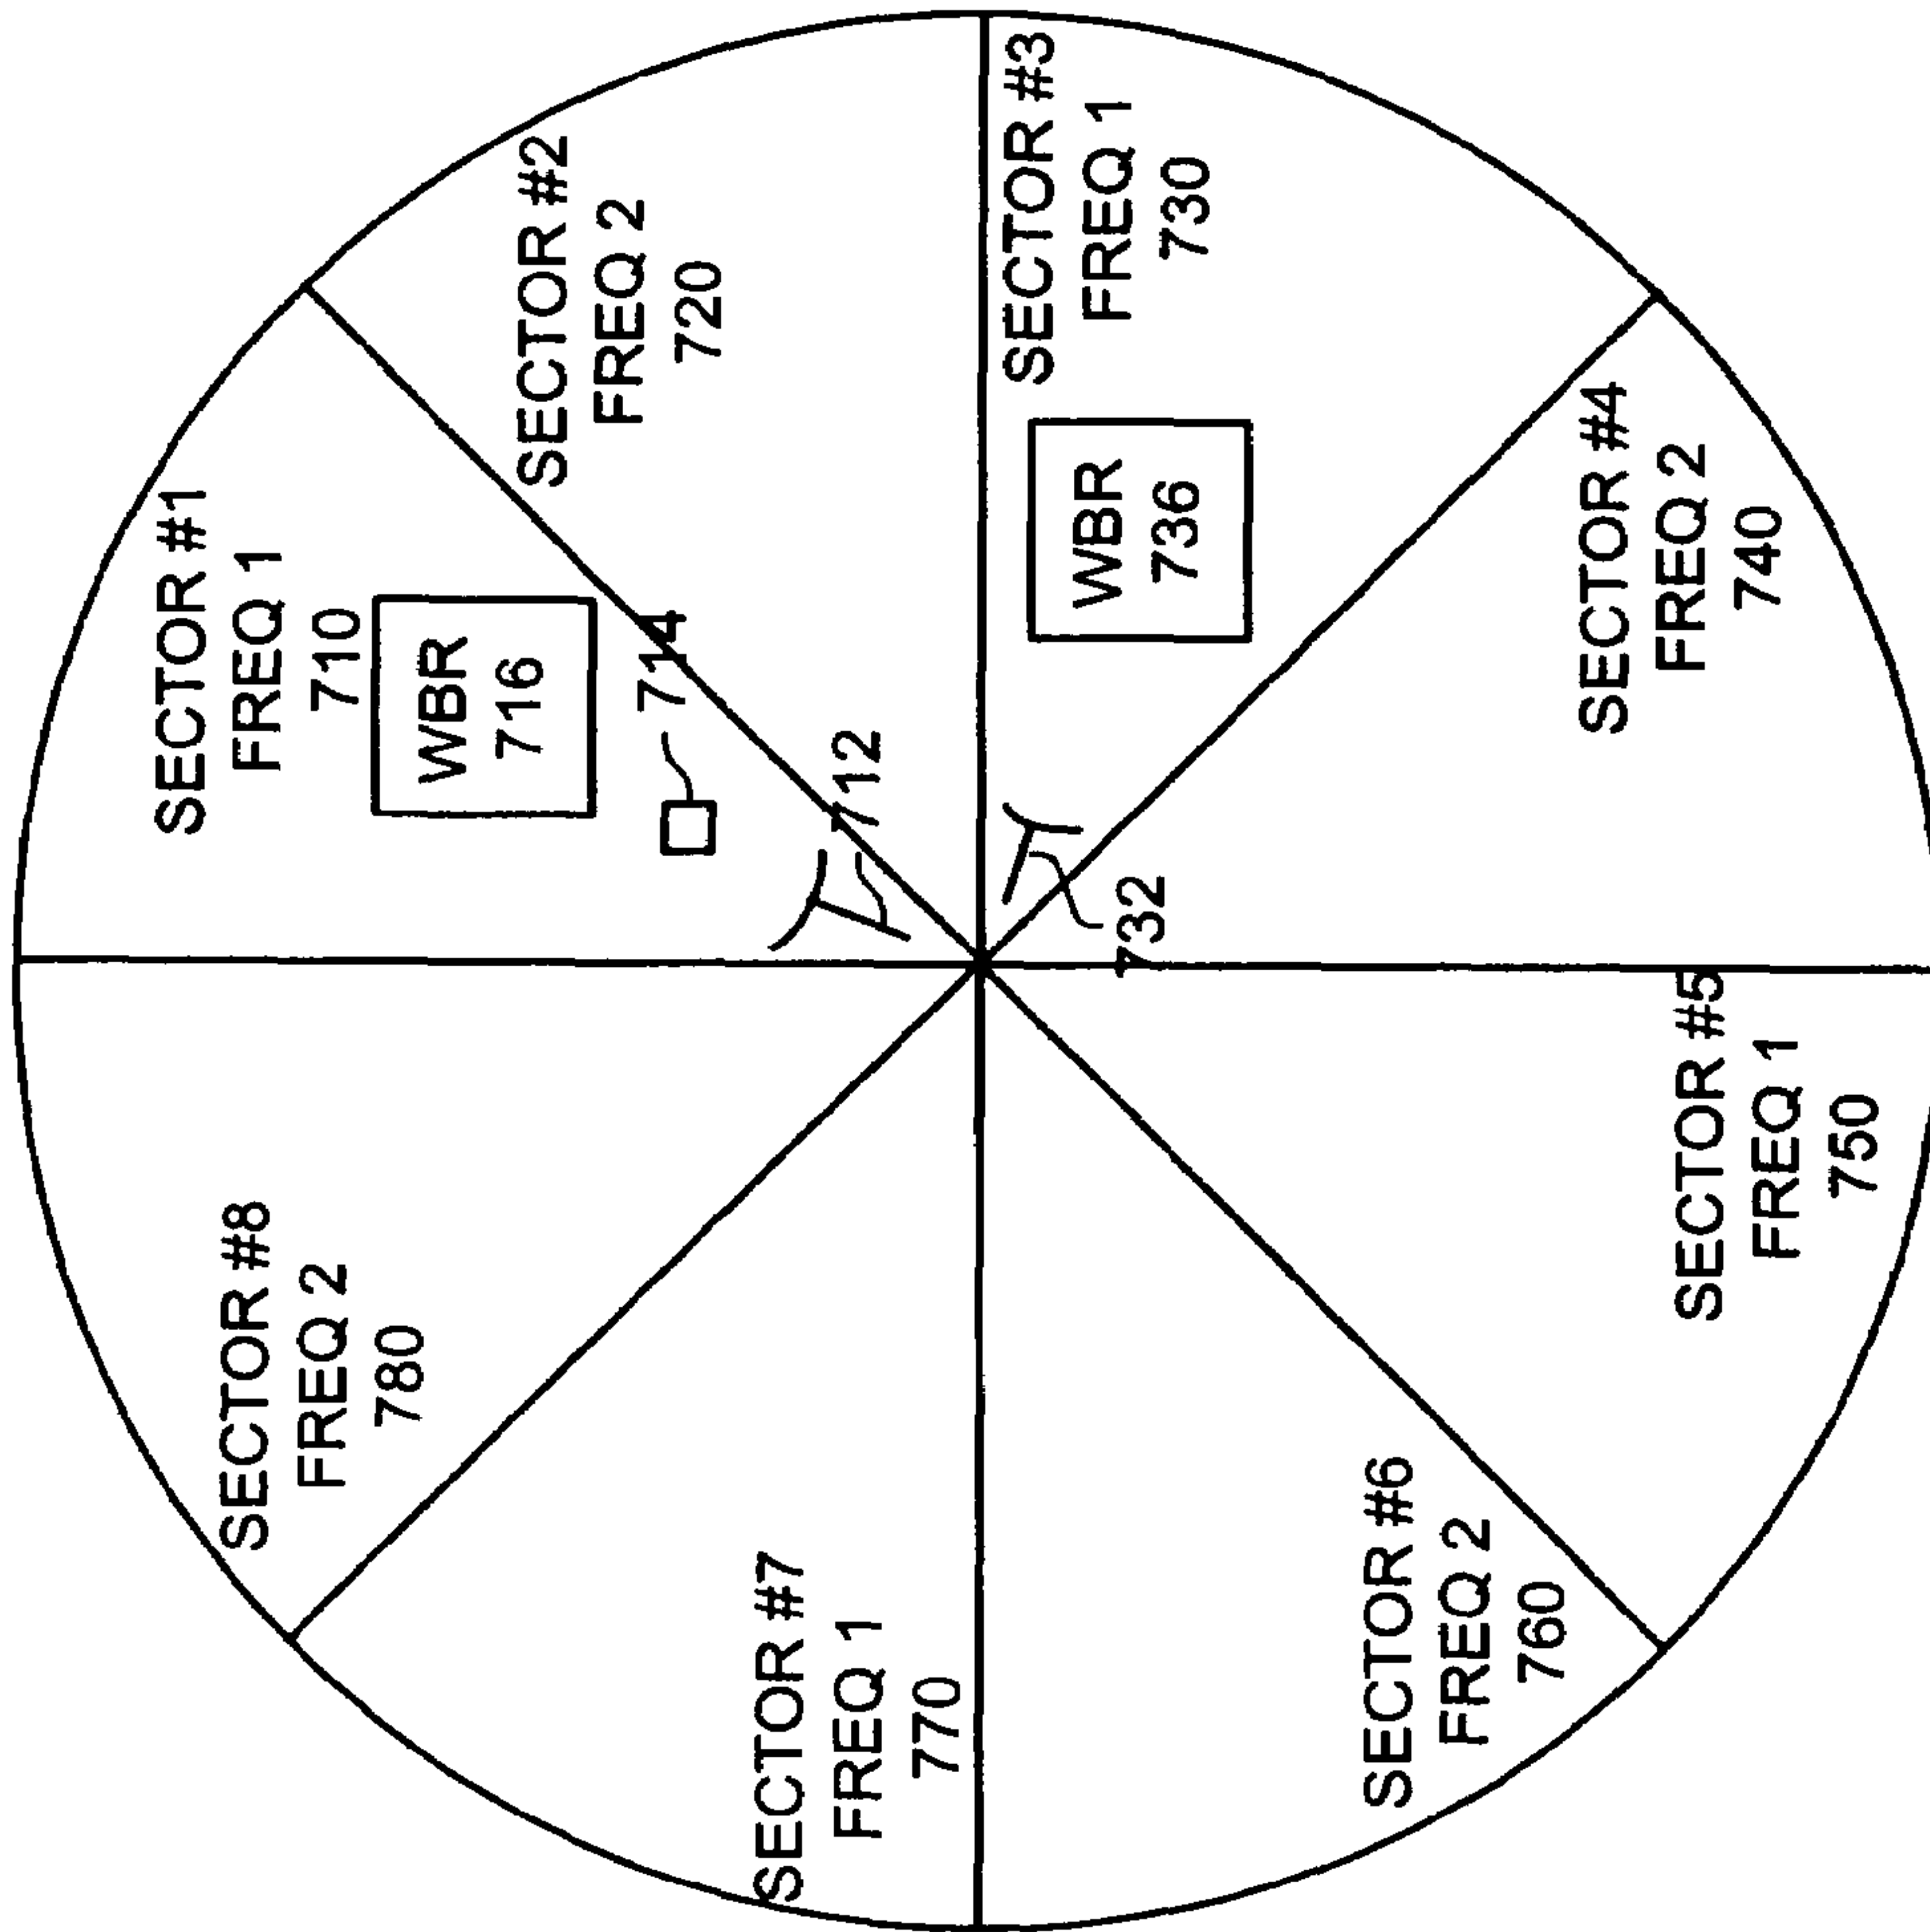 SECTOR #1
FREQ 1
710
WBR
716
714
712
SECTOR #2
FREQ 2
720
SECTOR #3
FREQ 1
730
WBR
736
732
SECTOR #4
FREQ 2
740
SECTOR #5
FREQ 1
750
SECTOR #6
FREQ 2
760
SECTOR #7
FREQ 1
770
SECTOR #8
FREQ 2
780